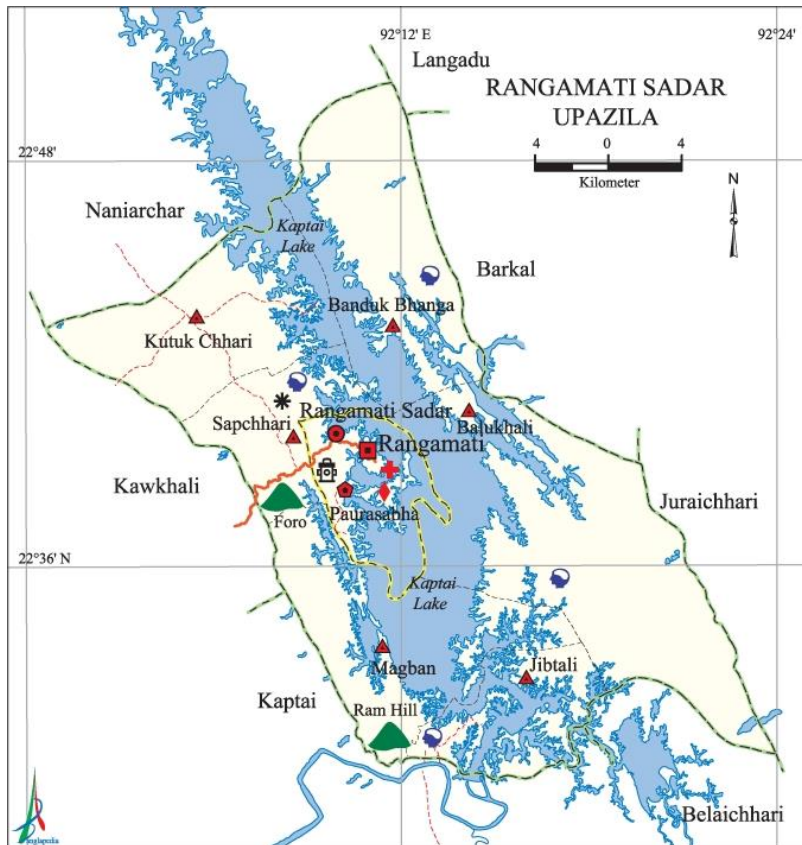 92°12' E
92°24'
Langadu
RANGAMATI SADAR
UPAZILA
4 0 4
Kilometer
N
22°48'
Naniarchar
Kaptai
Lake
Barkal
Banduk Bhanga
Kutuk Chhari
Rangamati Sadar
Balukhali
Sapchhari
Rangamati
Kawkhali
Juraichhari
Foro
Paurasabha
22°36' N
Kaptai
Lake
Magban
Jibtali
Kaptai
Ram Hill
Belaichhari
Banglapedia